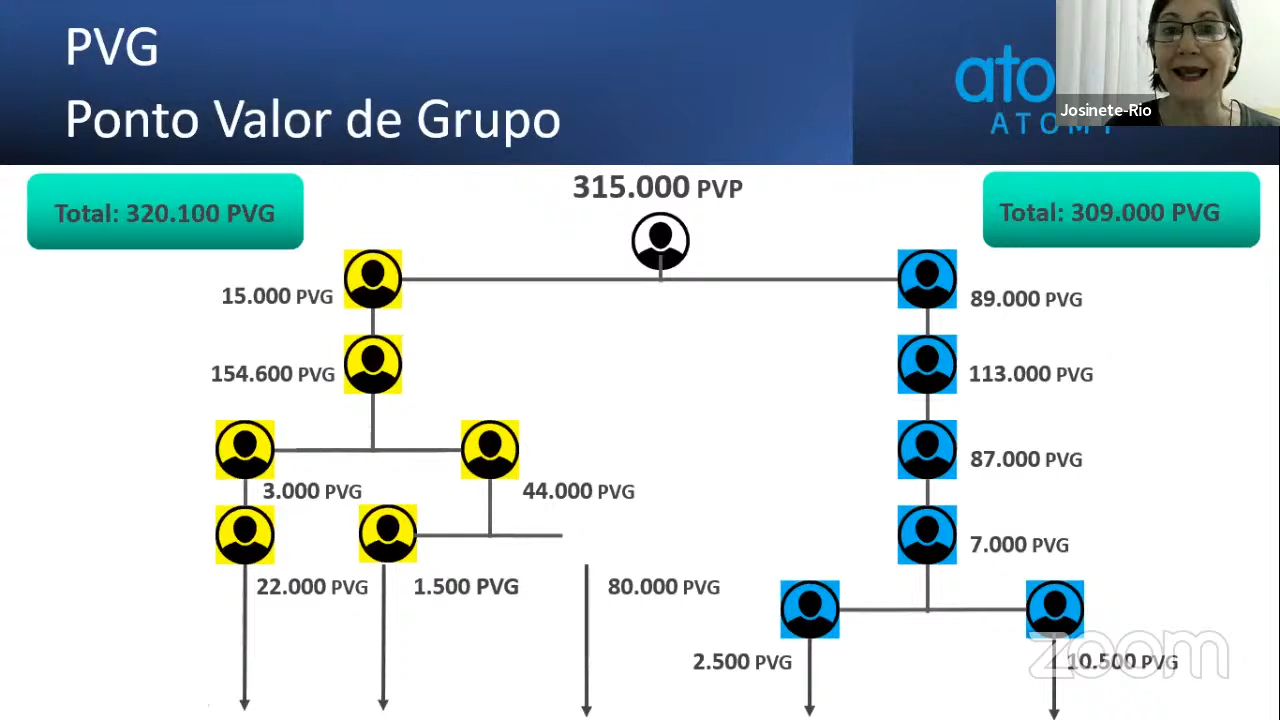 PVG
Ponto Valor de Grupo
ato
ATOMY
Josinete-Rio
315.000 PVP
Total: 320.100 PVG
Total: 309.000 PVG
15.000 PVG
89.000 PVG
154.600 PVG
113.000 PVG
87.000 PVG
3.000 PVG
44.000 PVG
7.000 PVG
22.000 PVG
1.500 PVG
80.000 PVG
2.500 PVG
10.500 PVG
zoom